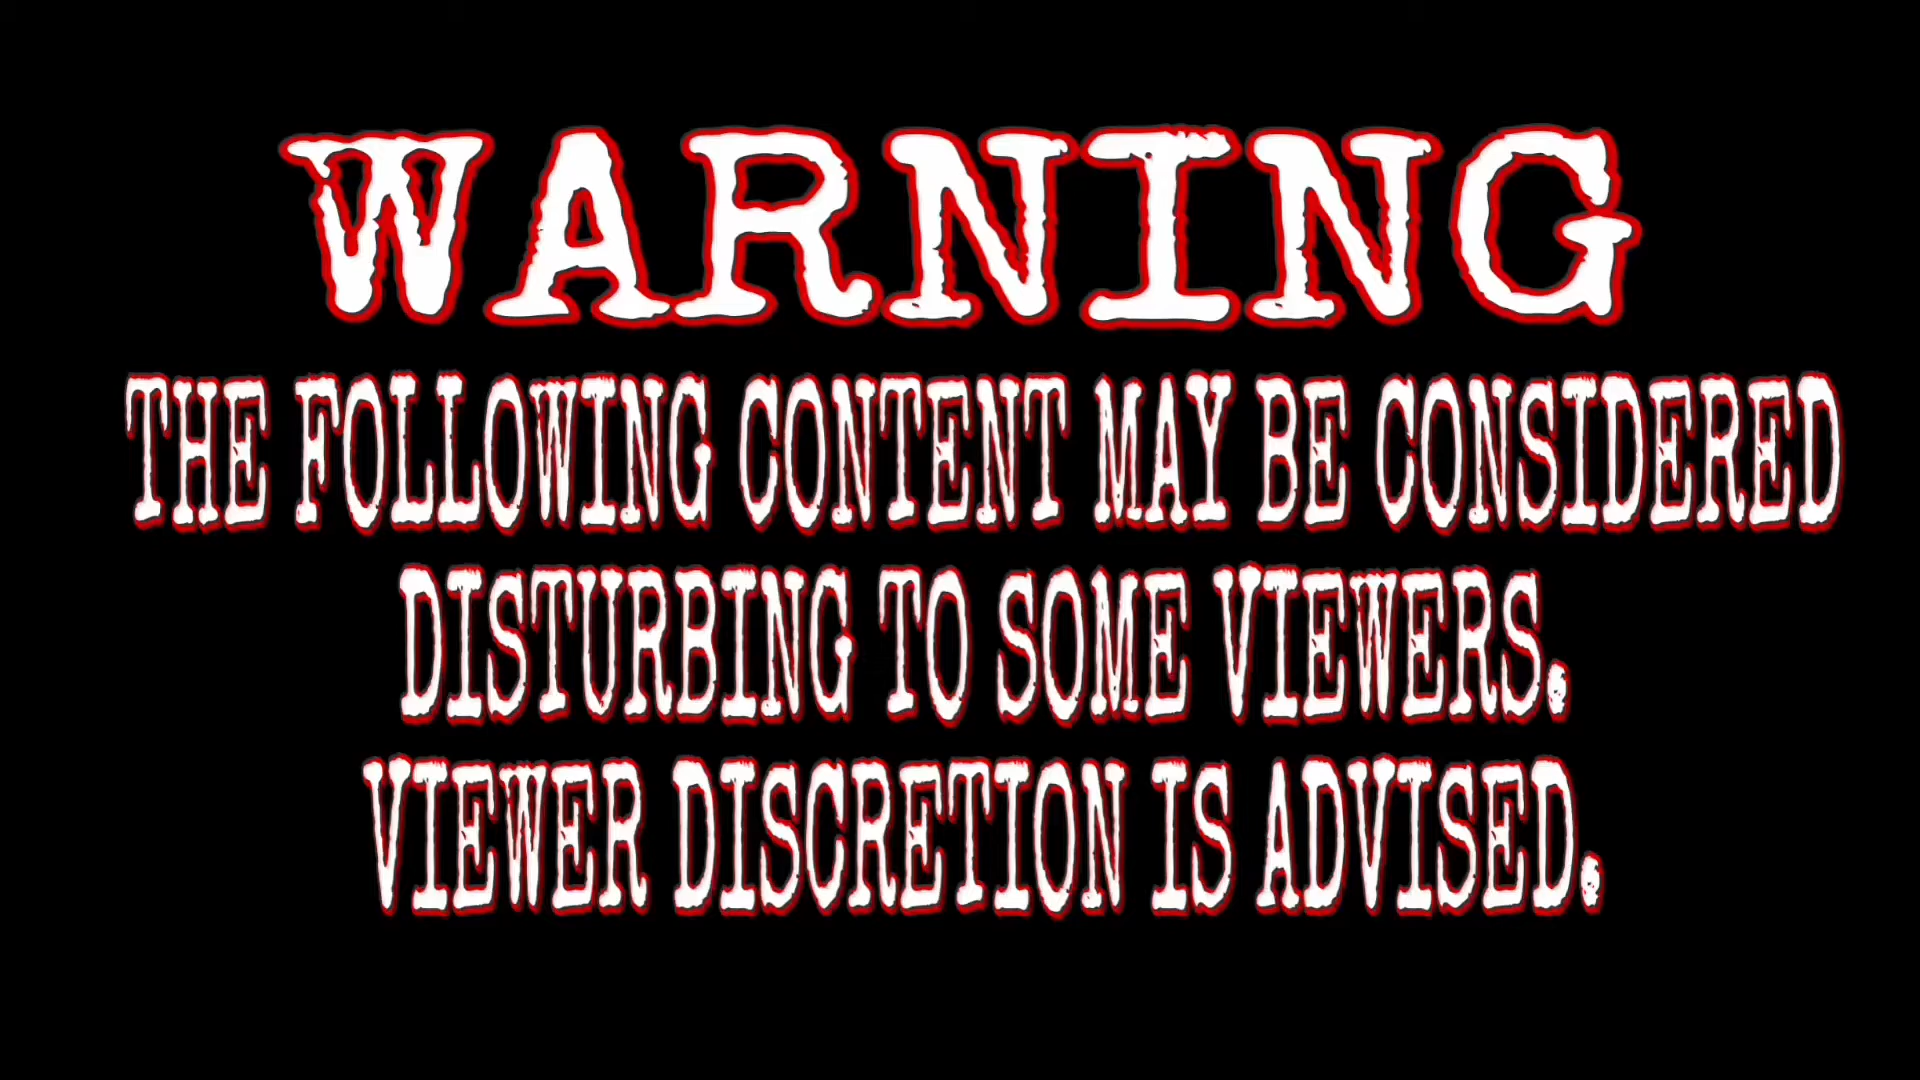 WARNING
THE FOLLOWING CONTENT MAY BE CONSIDERED
DISTURBING TO SOME VIEWERS.
VIEWER DISCRETION IS ADVISED.